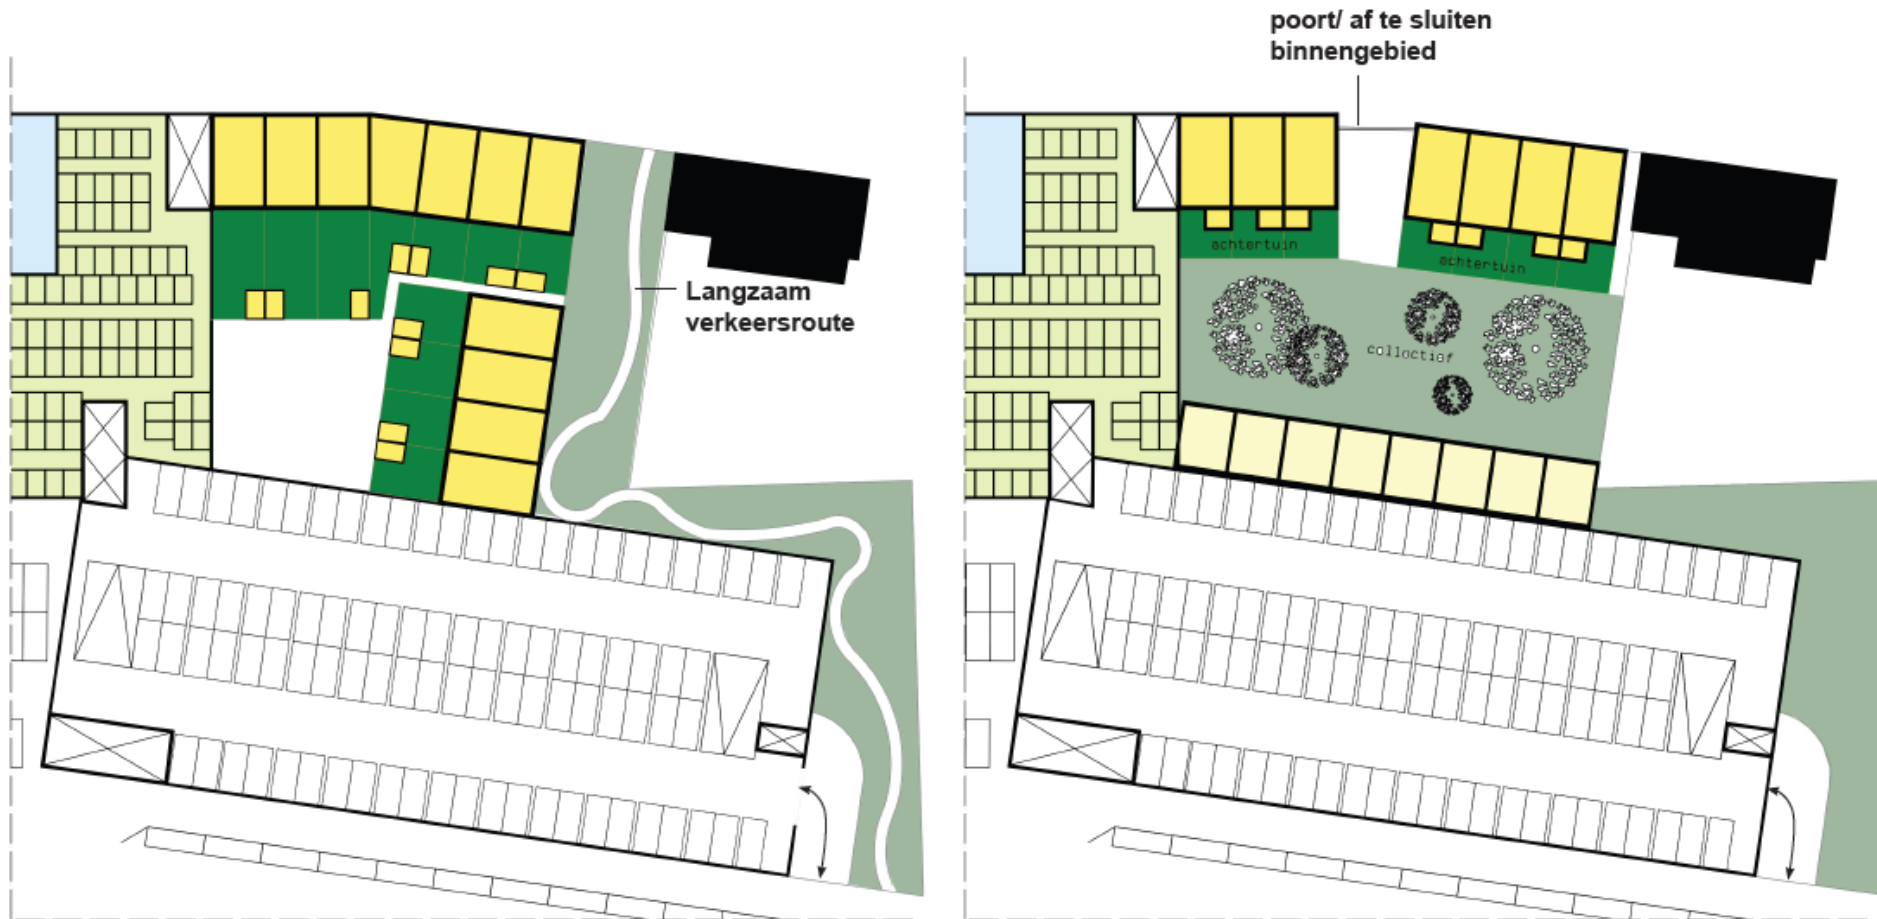 poort/ af te sluiten
binnengebied
Langzaam
verkeersroute
achtertuin
achtertuin
collectief